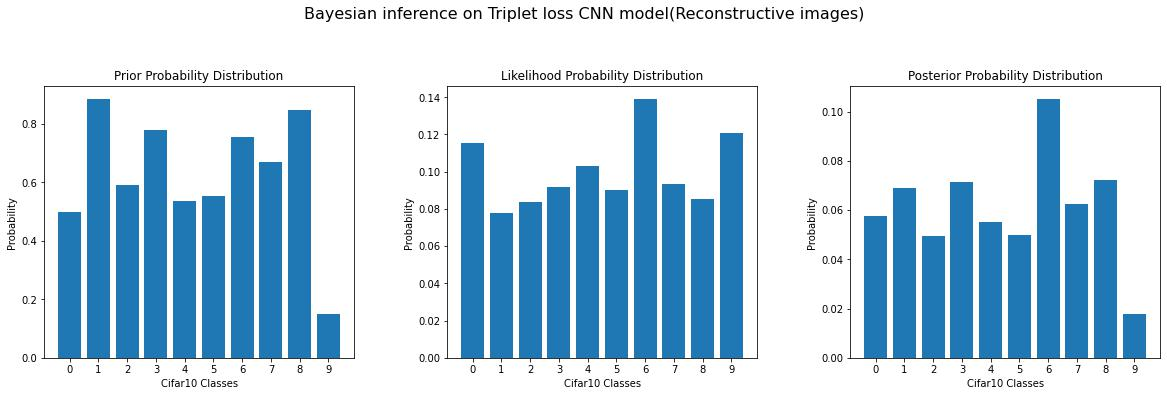 Bayesian inference on Triplet loss CNN model(Reconstructive images)
Prior Probability Distribution
Probability
0.8
0.6
0.4
0.2
0.0
0 1 2 3 4 5 6 7 8 9
Cifar10 Classes
Likelihood Probability Distribution
Probability
0.14
0.12
0.10
0.08
0.06
0.04
0.02
0.00
0 1 2 3 4 5 6 7 8 9
Cifar10 Classes
Posterior Probability Distribution
Probability
0.10
0.08
0.06
0.04
0.02
0.00
0 1 2 3 4 5 6 7 8 9
Cifar10 Classes